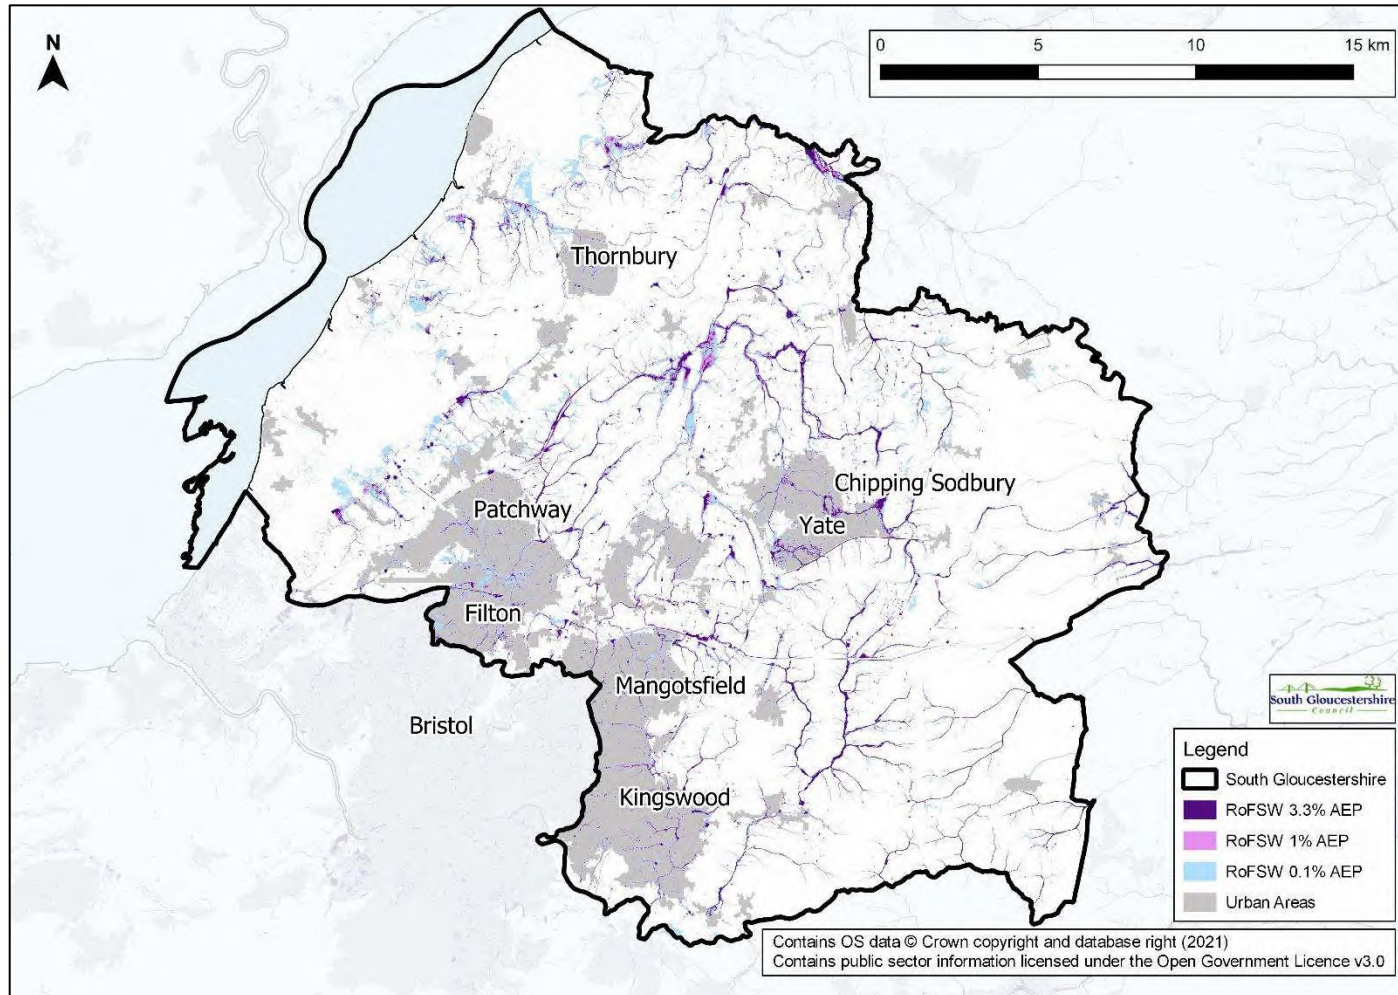 N
0 5 10 15 km
Thornbury
Chipping Sodbury
Patchway
Yate
Filton
Mangotsfield
Bristol
Kingswood
South Gloucestershire
Council
Legend
South Gloucestershire
RoFSW 3.3% AEP
RoFSW 1% AEP
RoFSW 0.1% AEP
Urban Areas
Contains OS data © Crown copyright and database right (2021)
Contains public sector information licensed under the Open Government Licence v3.0